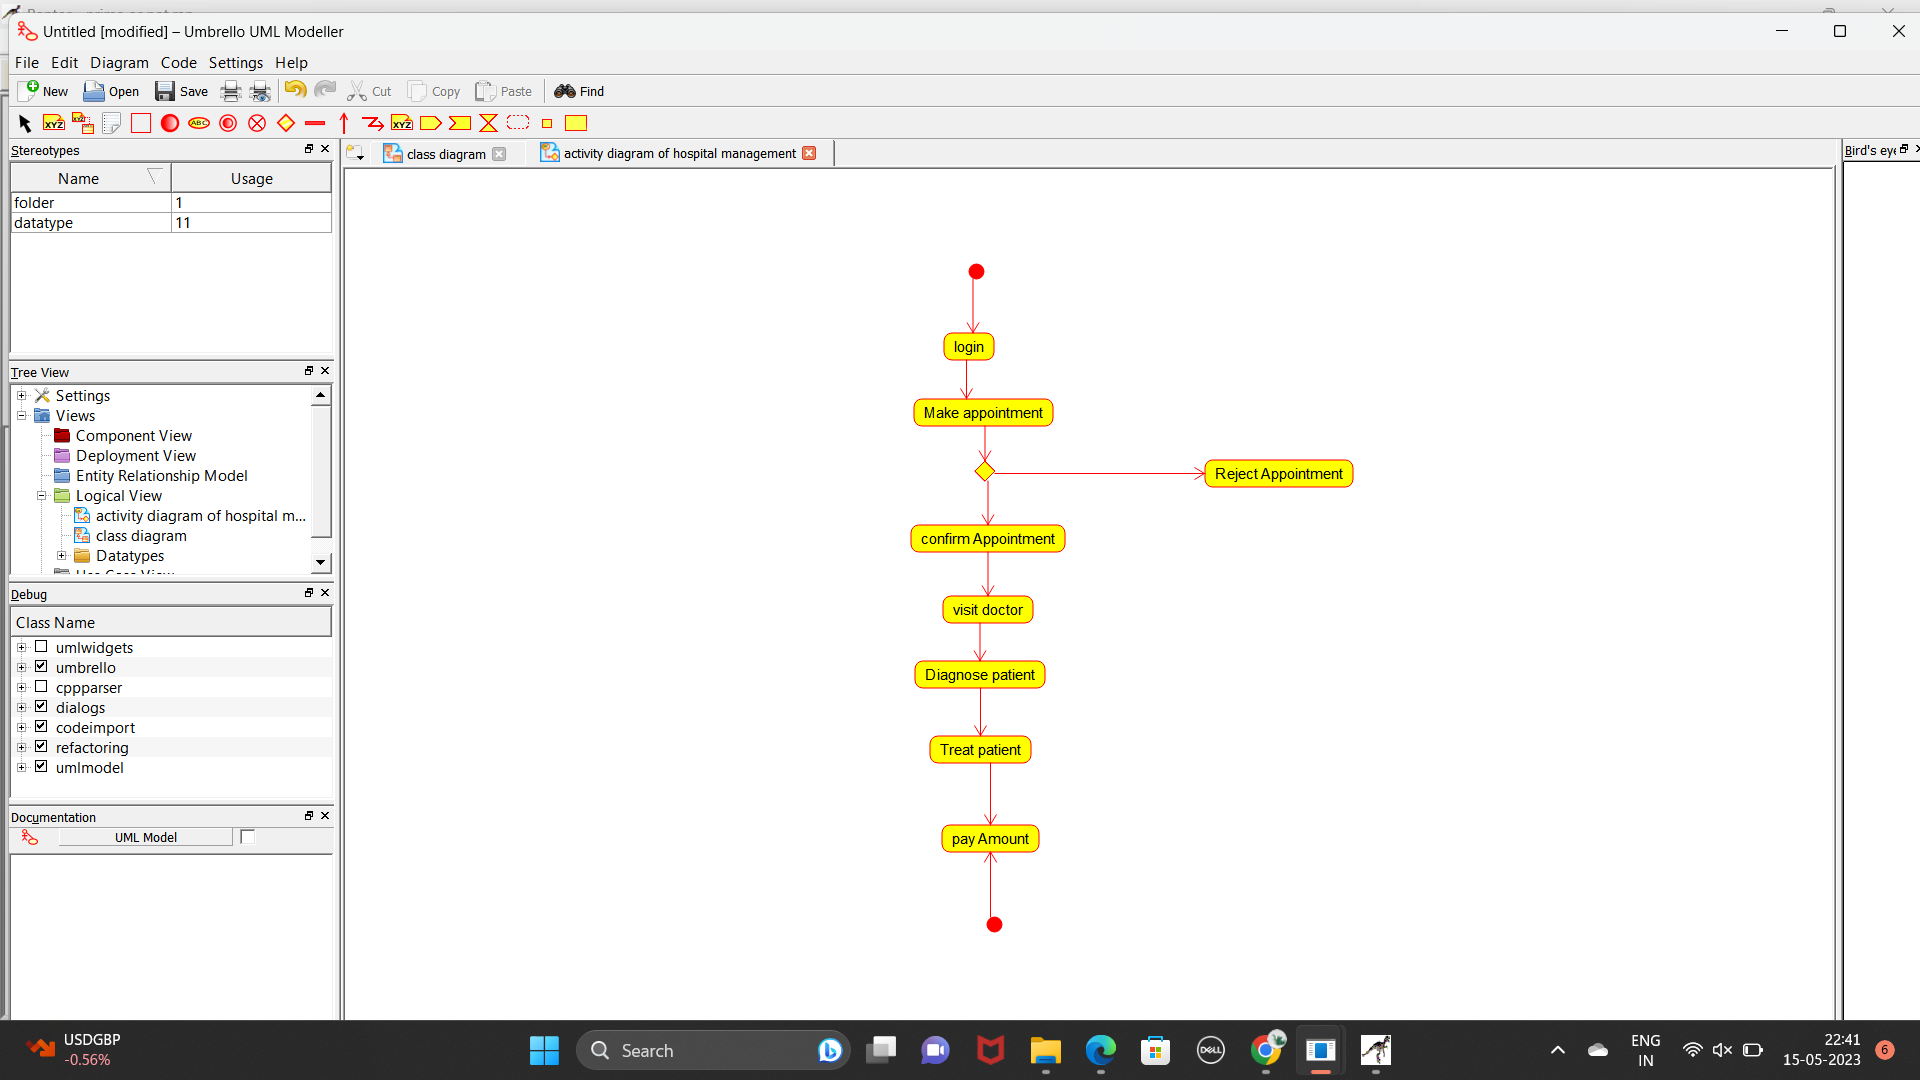 Untitled [modified] – Umbrello UML Modeller
File Edit Diagram Code Settings Help
New Open Save Cut Copy Paste Find
XYZ ABC XYZ
Stereotypes
Name Usage
folder 1
datatype 11
Tree View
Settings
Views
Component View
Deployment View
Entity Relationship Model
Logical View
activity diagram of hospital m...
class diagram
Datatypes
Debug
Class Name
umlwidgets
umbrello
cppparser
dialogs
codeimport
refactoring
umlmodel
Documentation
UML Model
class diagram
activity diagram of hospital management
Bird's eye
login
Make appointment
Reject Appointment
confirm Appointment
visit doctor
Diagnose patient
Treat patient
pay Amount
USDGBP
-0.56%
Search
DELL
ENG
IN
22:41
15-05-2023
6